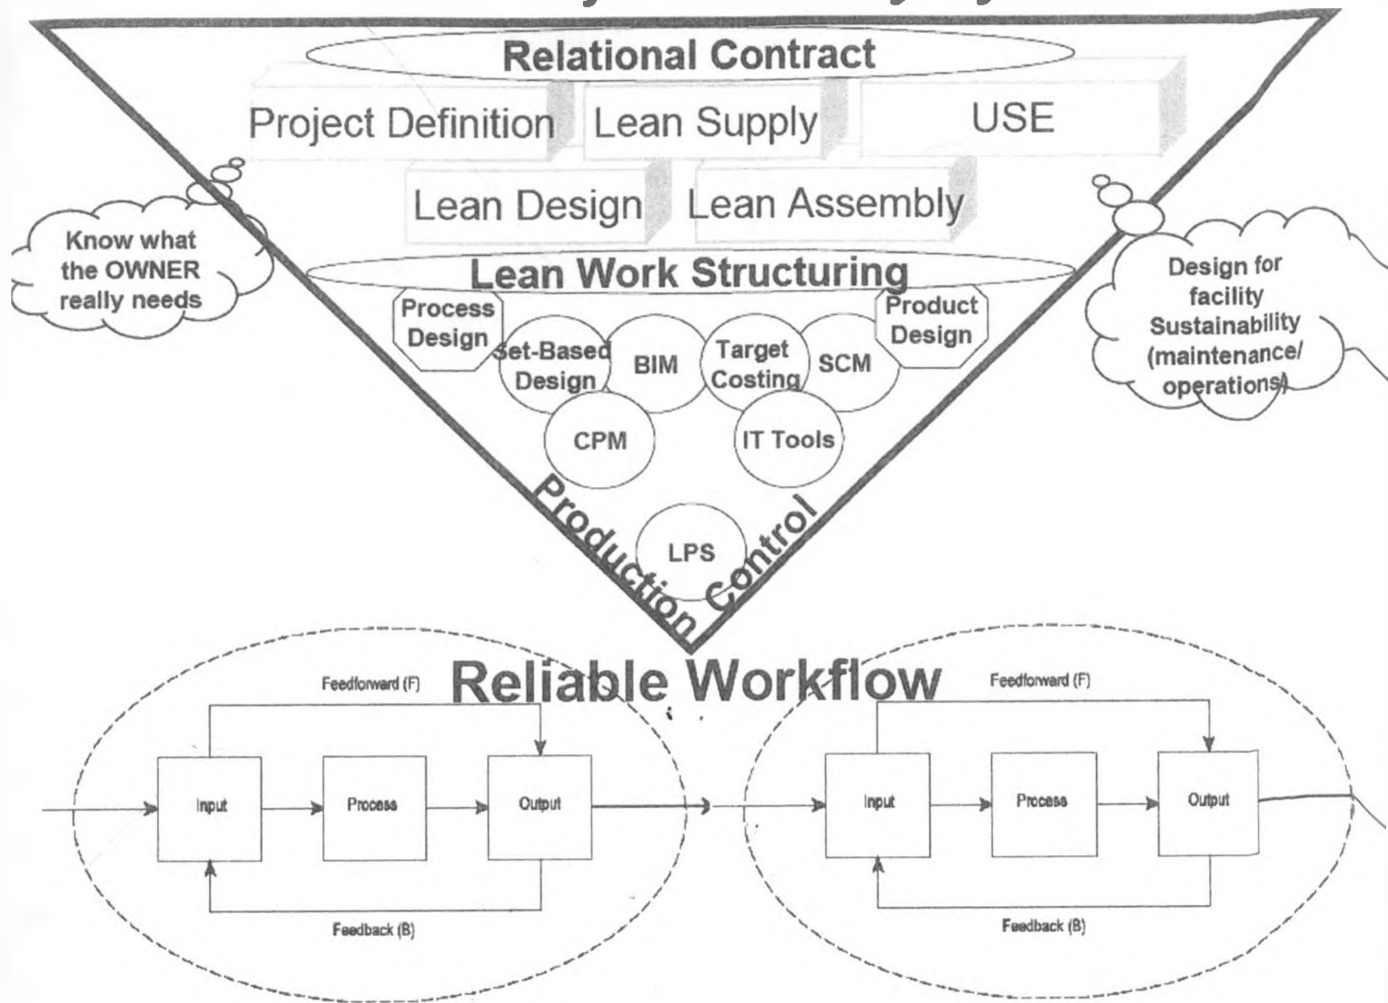 Relational Contract
Project Definition
Lean Supply
USE
Lean Design
Lean Assembly
Know what
the OWNER
really needs
Design for
facility
Sustainability
(maintenance/
operations)
Lean Work Structuring
Process
Design
Product
Design
Set-Based
Design
BIM
Target
Costing
SCM
CPM
IT Tools
LPS
Production
Control
Reliable Workflow
Feedforward (F)
Input
Process
Output
Feedback (B)
Feedforward (F)
Input
Process
Output
Feedback (B)